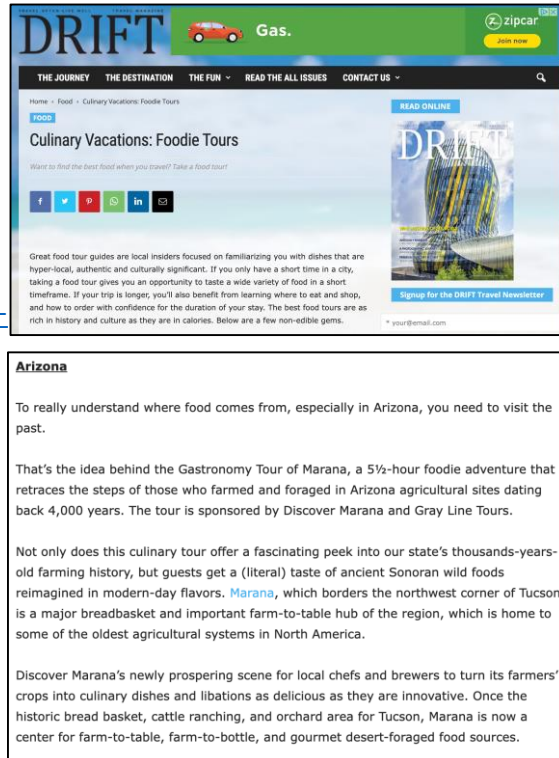 DRIFT
Gas.
zipcar
Join now
THE JOURNEY THE DESTINATION THE FUN READ THE ALL ISSUES CONTACT US
Home › Food › Culinary Vacations: Foodie Tours
FOOD
Culinary Vacations: Foodie Tours
Want to find the best food when you travel? Take a food tour!
READ ONLINE
DRIFT
Great food tour guides are local insiders focused on familiarizing you with dishes that are
hyper-local, authentic and culturally significant. If you only have a short time in a city,
taking a food tour gives you an opportunity to taste a wide variety of food in a short
timeframe. If your trip is longer, you'll also benefit from learning where to eat and shop,
and how to order with confidence for the duration of your stay. The best food tours are as
rich in history and culture as they are in calories. Below are a few non-edible gems.
Signup for the DRIFT Travel Newsletter
* your@email.com
Arizona
To really understand where food comes from, especially in Arizona, you need to visit the
past.
That's the idea behind the Gastronomy Tour of Marana, a 5½-hour foodie adventure that
retraces the steps of those who farmed and foraged in Arizona agricultural sites dating
back 4,000 years. The tour is sponsored by Discover Marana and Gray Line Tours.
Not only does this culinary tour offer a fascinating peek into our state's thousands-years-
old farming history, but guests get a (literal) taste of ancient Sonoran wild foods
reimagined in modern-day flavors. Marana, which borders the northwest corner of Tucson
is a major breadbasket and important farm-to-table hub of the region, which is home to
some of the oldest agricultural systems in North America.
Discover Marana's newly prospering scene for local chefs and brewers to turn its farmers'
crops into culinary dishes and libations as delicious as they are innovative. Once the
historic bread basket, cattle ranching, and orchard area for Tucson, Marana is now a
center for farm-to-table, farm-to-bottle, and gourmet desert-foraged food sources.